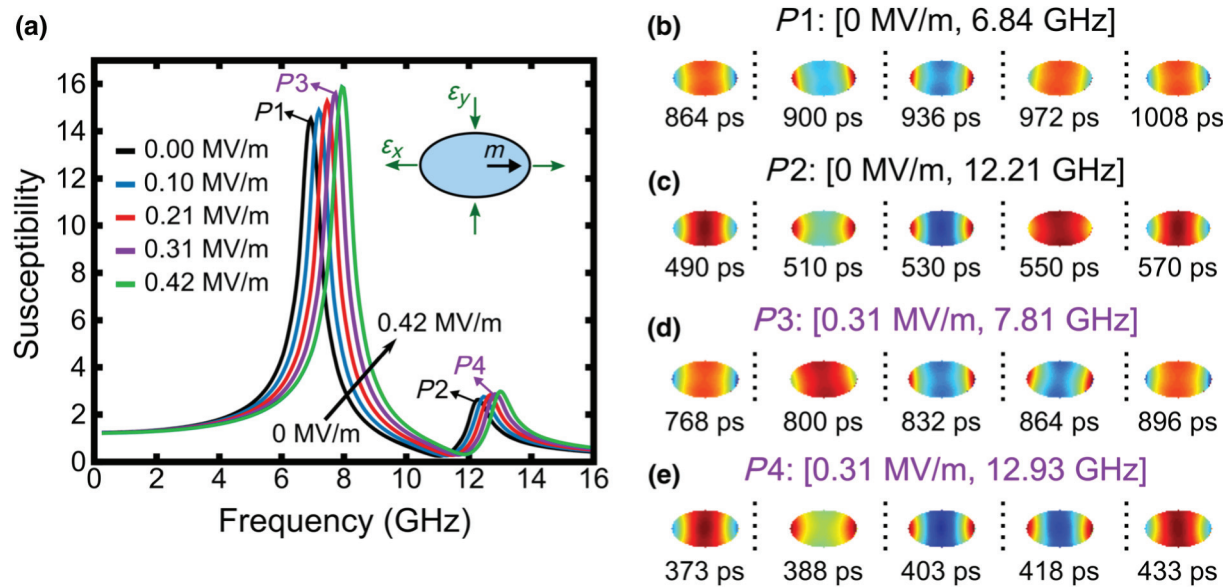 (a)
Susceptibility
16
14
12
10
8
6
4
2
0
0 2 4 6 8 10 12 14 16
Frequency (GHz)
0.00 MV/m
0.10 MV/m
0.21 MV/m
0.31 MV/m
0.42 MV/m
P1
P3
εy
εx
m
0.42 MV/m
0 MV/m
P2
P4
(b) P1: [0 MV/m, 6.84 GHz]
864 ps 900 ps 936 ps 972 ps 1008 ps
(c) P2: [0 MV/m, 12.21 GHz]
490 ps 510 ps 530 ps 550 ps 570 ps
(d) P3: [0.31 MV/m, 7.81 GHz]
768 ps 800 ps 832 ps 864 ps 896 ps
(e) P4: [0.31 MV/m, 12.93 GHz]
373 ps 388 ps 403 ps 418 ps 433 ps